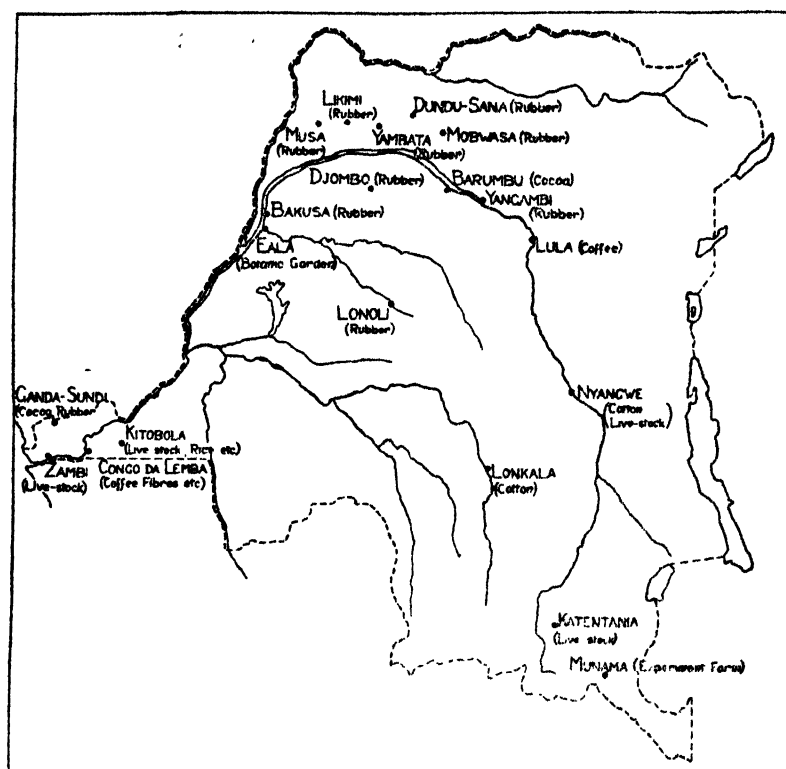 LIKIMI
(Rubber)
DUNDU-SANA (Rubber)
MUSA
(Rubber)
YAMBATA
(Rubber)
MOBWASA (Rubber)
DJOMBO (Rubber)
BARUMBU (Cocoa)
YANGAMBI
(Rubber)
BAKUSA (Rubber)
EALA
(Botanic Garden)
LULA (Coffee)
LONOLI
(Rubber)
NYANGWE
(Cotton
Live-stock)
GANDA-SUNDI
(Cocoa Rubber
KITOBOLA
(Live stock, Rice etc)
ZAMBI
(Live-stock)
CONGO DA LEMBA
(Coffee Fibres etc)
LONKALA
(Cotton)
KATENTANIA
(Live stock)
MUNAMA (Experiment Farm)